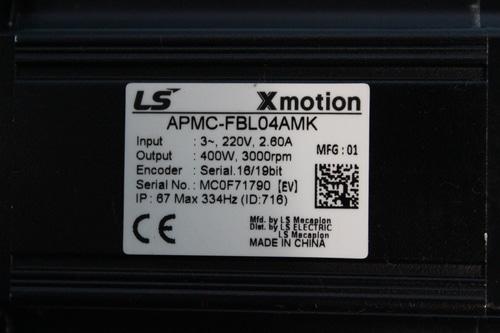 LS Xmotion
APMC-FBL04AMK
Input : 3~, 220V, 2.60A
Output : 400W, 3000rpm
MFG : 01
Encoder : Serial.16/19bit
Serial No. : MC0F71790 [EV]
IP : 67 Max 334Hz (ID:716)
CE
Mfd. by LS Mecapion
Dist. by LS ELECTRIC
LS Mecapion
MADE IN CHINA